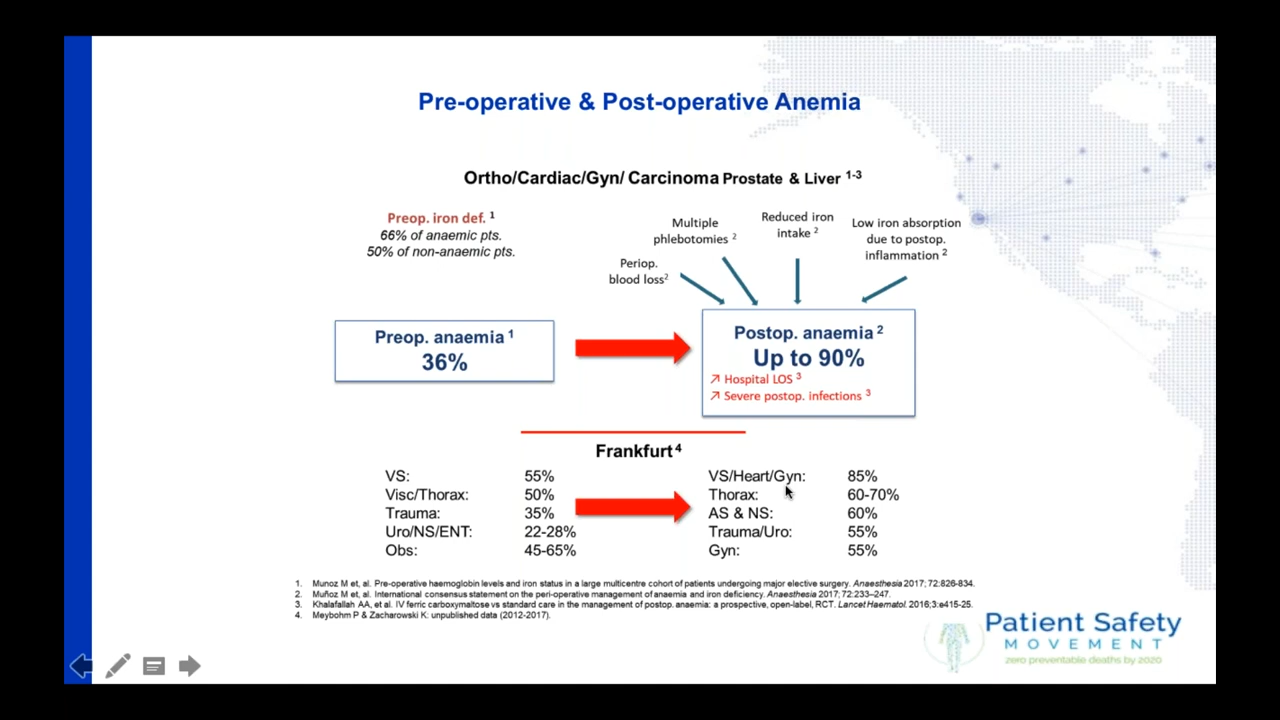 Pre-operative & Post-operative Anemia
Ortho/Cardiac/Gyn/ Carcinoma Prostate & Liver 1-3
Preop. iron def. 1
66% of anaemic pts.
50% of non-anaemic pts.
Periop.
blood loss2
Multiple
phlebotomies 2
Reduced iron
intake 2
Low iron absorption
due to postop.
inflammation 2
Preop. anaemia 1
36%
Postop. anaemia 2
Up to 90%
↗ Hospital LOS 3
↗ Severe postop. infections 3
Frankfurt 4
VS: 55%
Visc/Thorax: 50%
Trauma: 35%
Uro/NS/ENT: 22-28%
Obs: 45-65%
VS/Heart/Gyn: 85%
Thorax: 60-70%
AS & NS: 60%
Trauma/Uro: 55%
Gyn: 55%
1. Munoz M et, al. Pre-operative haemoglobin levels and iron status in a large multicentre cohort of patients undergoing major elective surgery. Anaesthesia 2017; 72:826-834.
2. Muñoz M et, al. International consensus statement on the peri-operative management of anaemia and iron deficiency. Anaesthesia 2017; 72:233–247.
3. Khalafallah AA, et al. IV ferric carboxymaltose vs standard care in the management of postop. anaemia: a prospective, open-label, RCT. Lancet Haematol. 2016;3:e415-25.
4. Meybohm P & Zacharowski K: unpublished data (2012-2017).
Patient Safety
MOVEMENT
zero preventable deaths by 2020